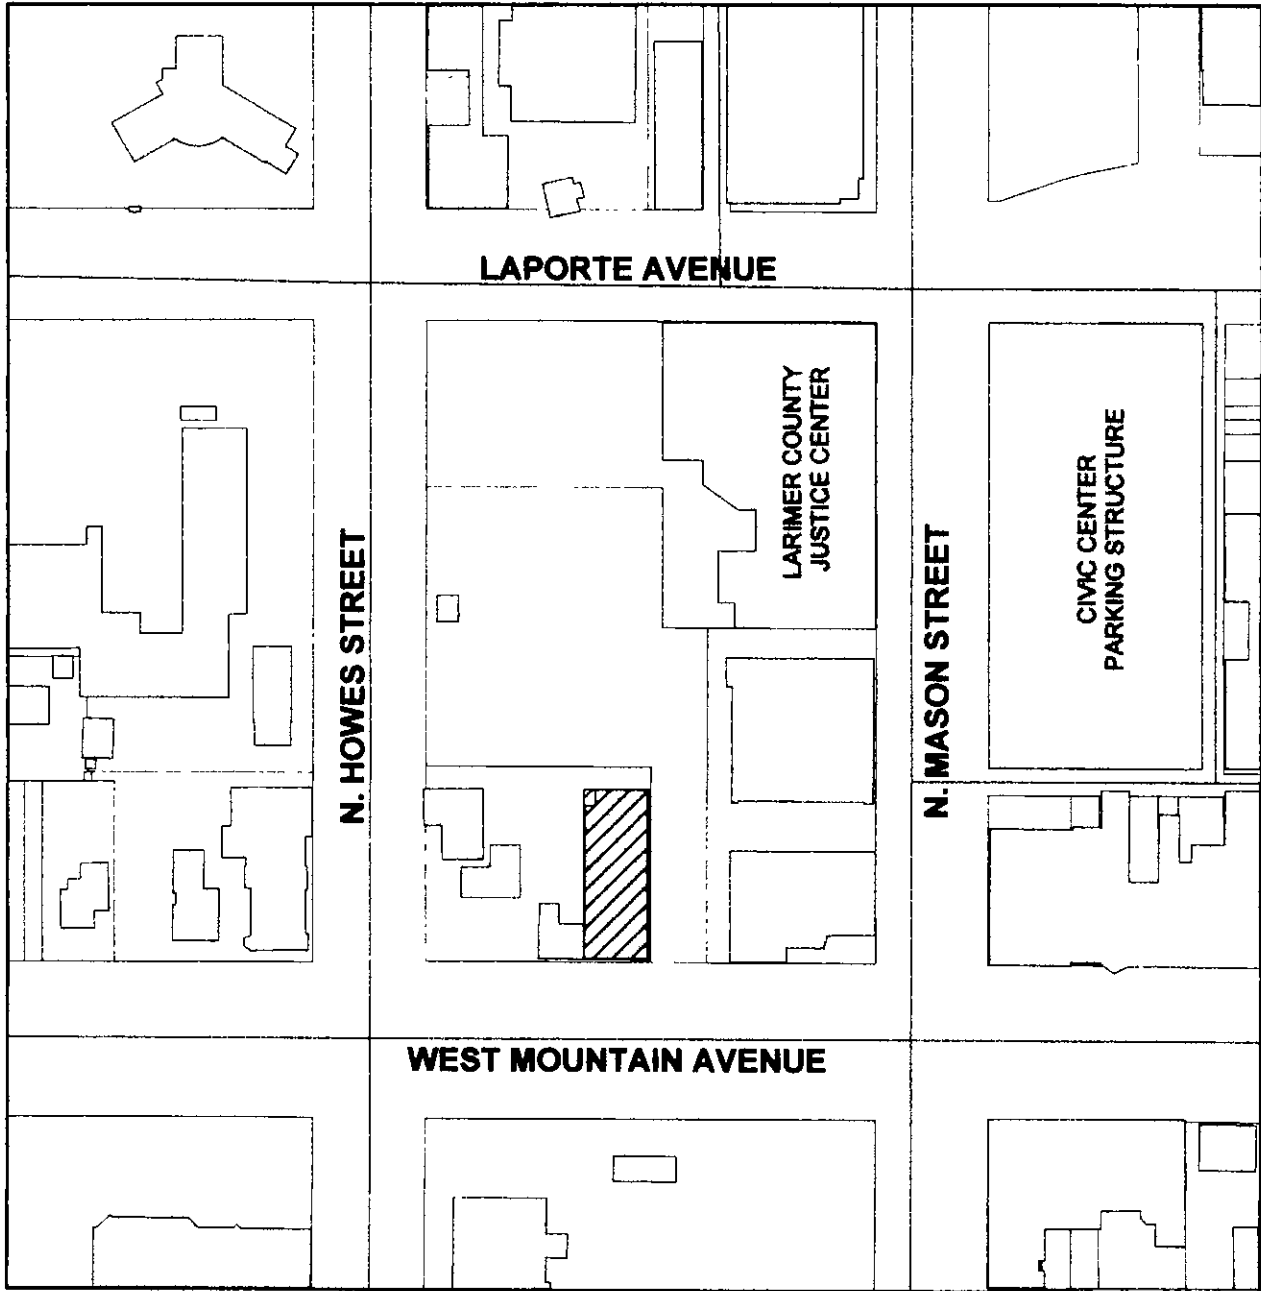 LAPORTE AVENUE
N. HOWES STREET
LARIMER COUNTY
JUSTICE CENTER
N. MASON STREET
CIVIC CENTER
PARKING STRUCTURE
WEST MOUNTAIN AVENUE